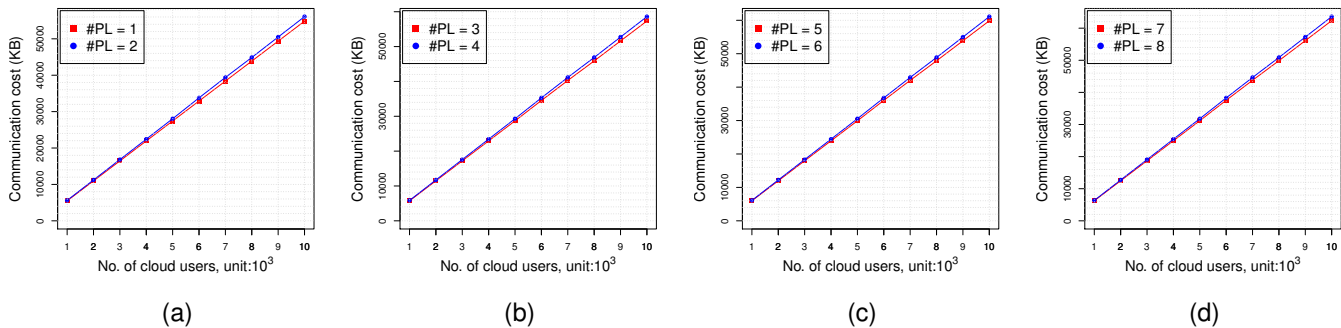 #PL = 1
#PL = 2
Communication cost (KB)
0
10000
20000
30000
40000
50000
1 2 3 4 5 6 7 8 9 10
No. of cloud users, unit:10³
(a)
#PL = 3
#PL = 4
Communication cost (KB)
0
10000
30000
50000
1 2 3 4 5 6 7 8 9 10
No. of cloud users, unit:10³
(b)
#PL = 5
#PL = 6
Communication cost (KB)
0
10000
30000
50000
1 2 3 4 5 6 7 8 9 10
No. of cloud users, unit:10³
(c)
#PL = 7
#PL = 8
Communication cost (KB)
0
10000
30000
50000
1 2 3 4 5 6 7 8 9 10
No. of cloud users, unit:10³
(d)